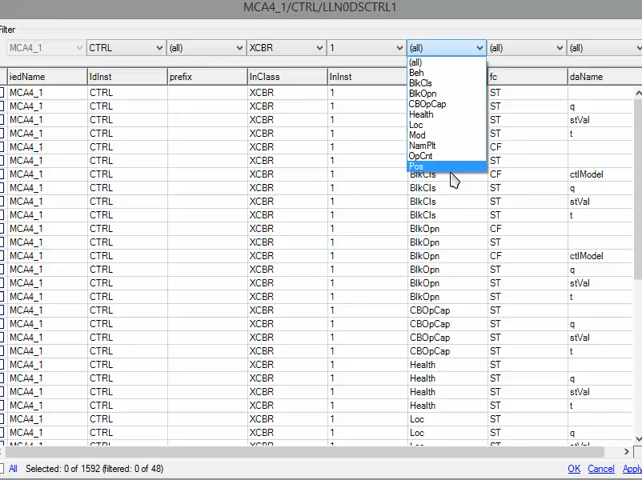 MCA4_1/CTRL/LLN0DSCTRL1
Filter
MCA4_1 CTRL (all) XCBR 1 (all) (all) (all)
iedName ldInst prefix lnClass lnInst fc daName
(all)
Beh
BlkCls
BlkOpn
CBOpCap
Health
Loc
Mod
NamPlt
OpCnt
Pos
MCA4_1 CTRL XCBR 1 ST
MCA4_1 CTRL XCBR 1 ST q
MCA4_1 CTRL XCBR 1 ST stVal
MCA4_1 CTRL XCBR 1 ST t
MCA4_1 CTRL XCBR 1 CF
MCA4_1 CTRL XCBR 1 ST
MCA4_1 CTRL XCBR 1 BlkCls CF ctlModel
MCA4_1 CTRL XCBR 1 BlkCls ST q
MCA4_1 CTRL XCBR 1 BlkCls ST stVal
MCA4_1 CTRL XCBR 1 BlkCls ST t
MCA4_1 CTRL XCBR 1 BlkOpn CF
MCA4_1 CTRL XCBR 1 BlkOpn ST
MCA4_1 CTRL XCBR 1 BlkOpn CF ctlModel
MCA4_1 CTRL XCBR 1 BlkOpn ST q
MCA4_1 CTRL XCBR 1 BlkOpn ST stVal
MCA4_1 CTRL XCBR 1 BlkOpn ST t
MCA4_1 CTRL XCBR 1 CBOpCap ST
MCA4_1 CTRL XCBR 1 CBOpCap ST q
MCA4_1 CTRL XCBR 1 CBOpCap ST stVal
MCA4_1 CTRL XCBR 1 CBOpCap ST t
MCA4_1 CTRL XCBR 1 Health ST
MCA4_1 CTRL XCBR 1 Health ST q
MCA4_1 CTRL XCBR 1 Health ST stVal
MCA4_1 CTRL XCBR 1 Health ST t
MCA4_1 CTRL XCBR 1 Loc ST
MCA4_1 CTRL XCBR 1 Loc ST q
MCA4_1 CTRL XCBR 1 Loc ST stVal
All Selected: 0 of 1592 (filtered: 0 of 48) OK Cancel Apply